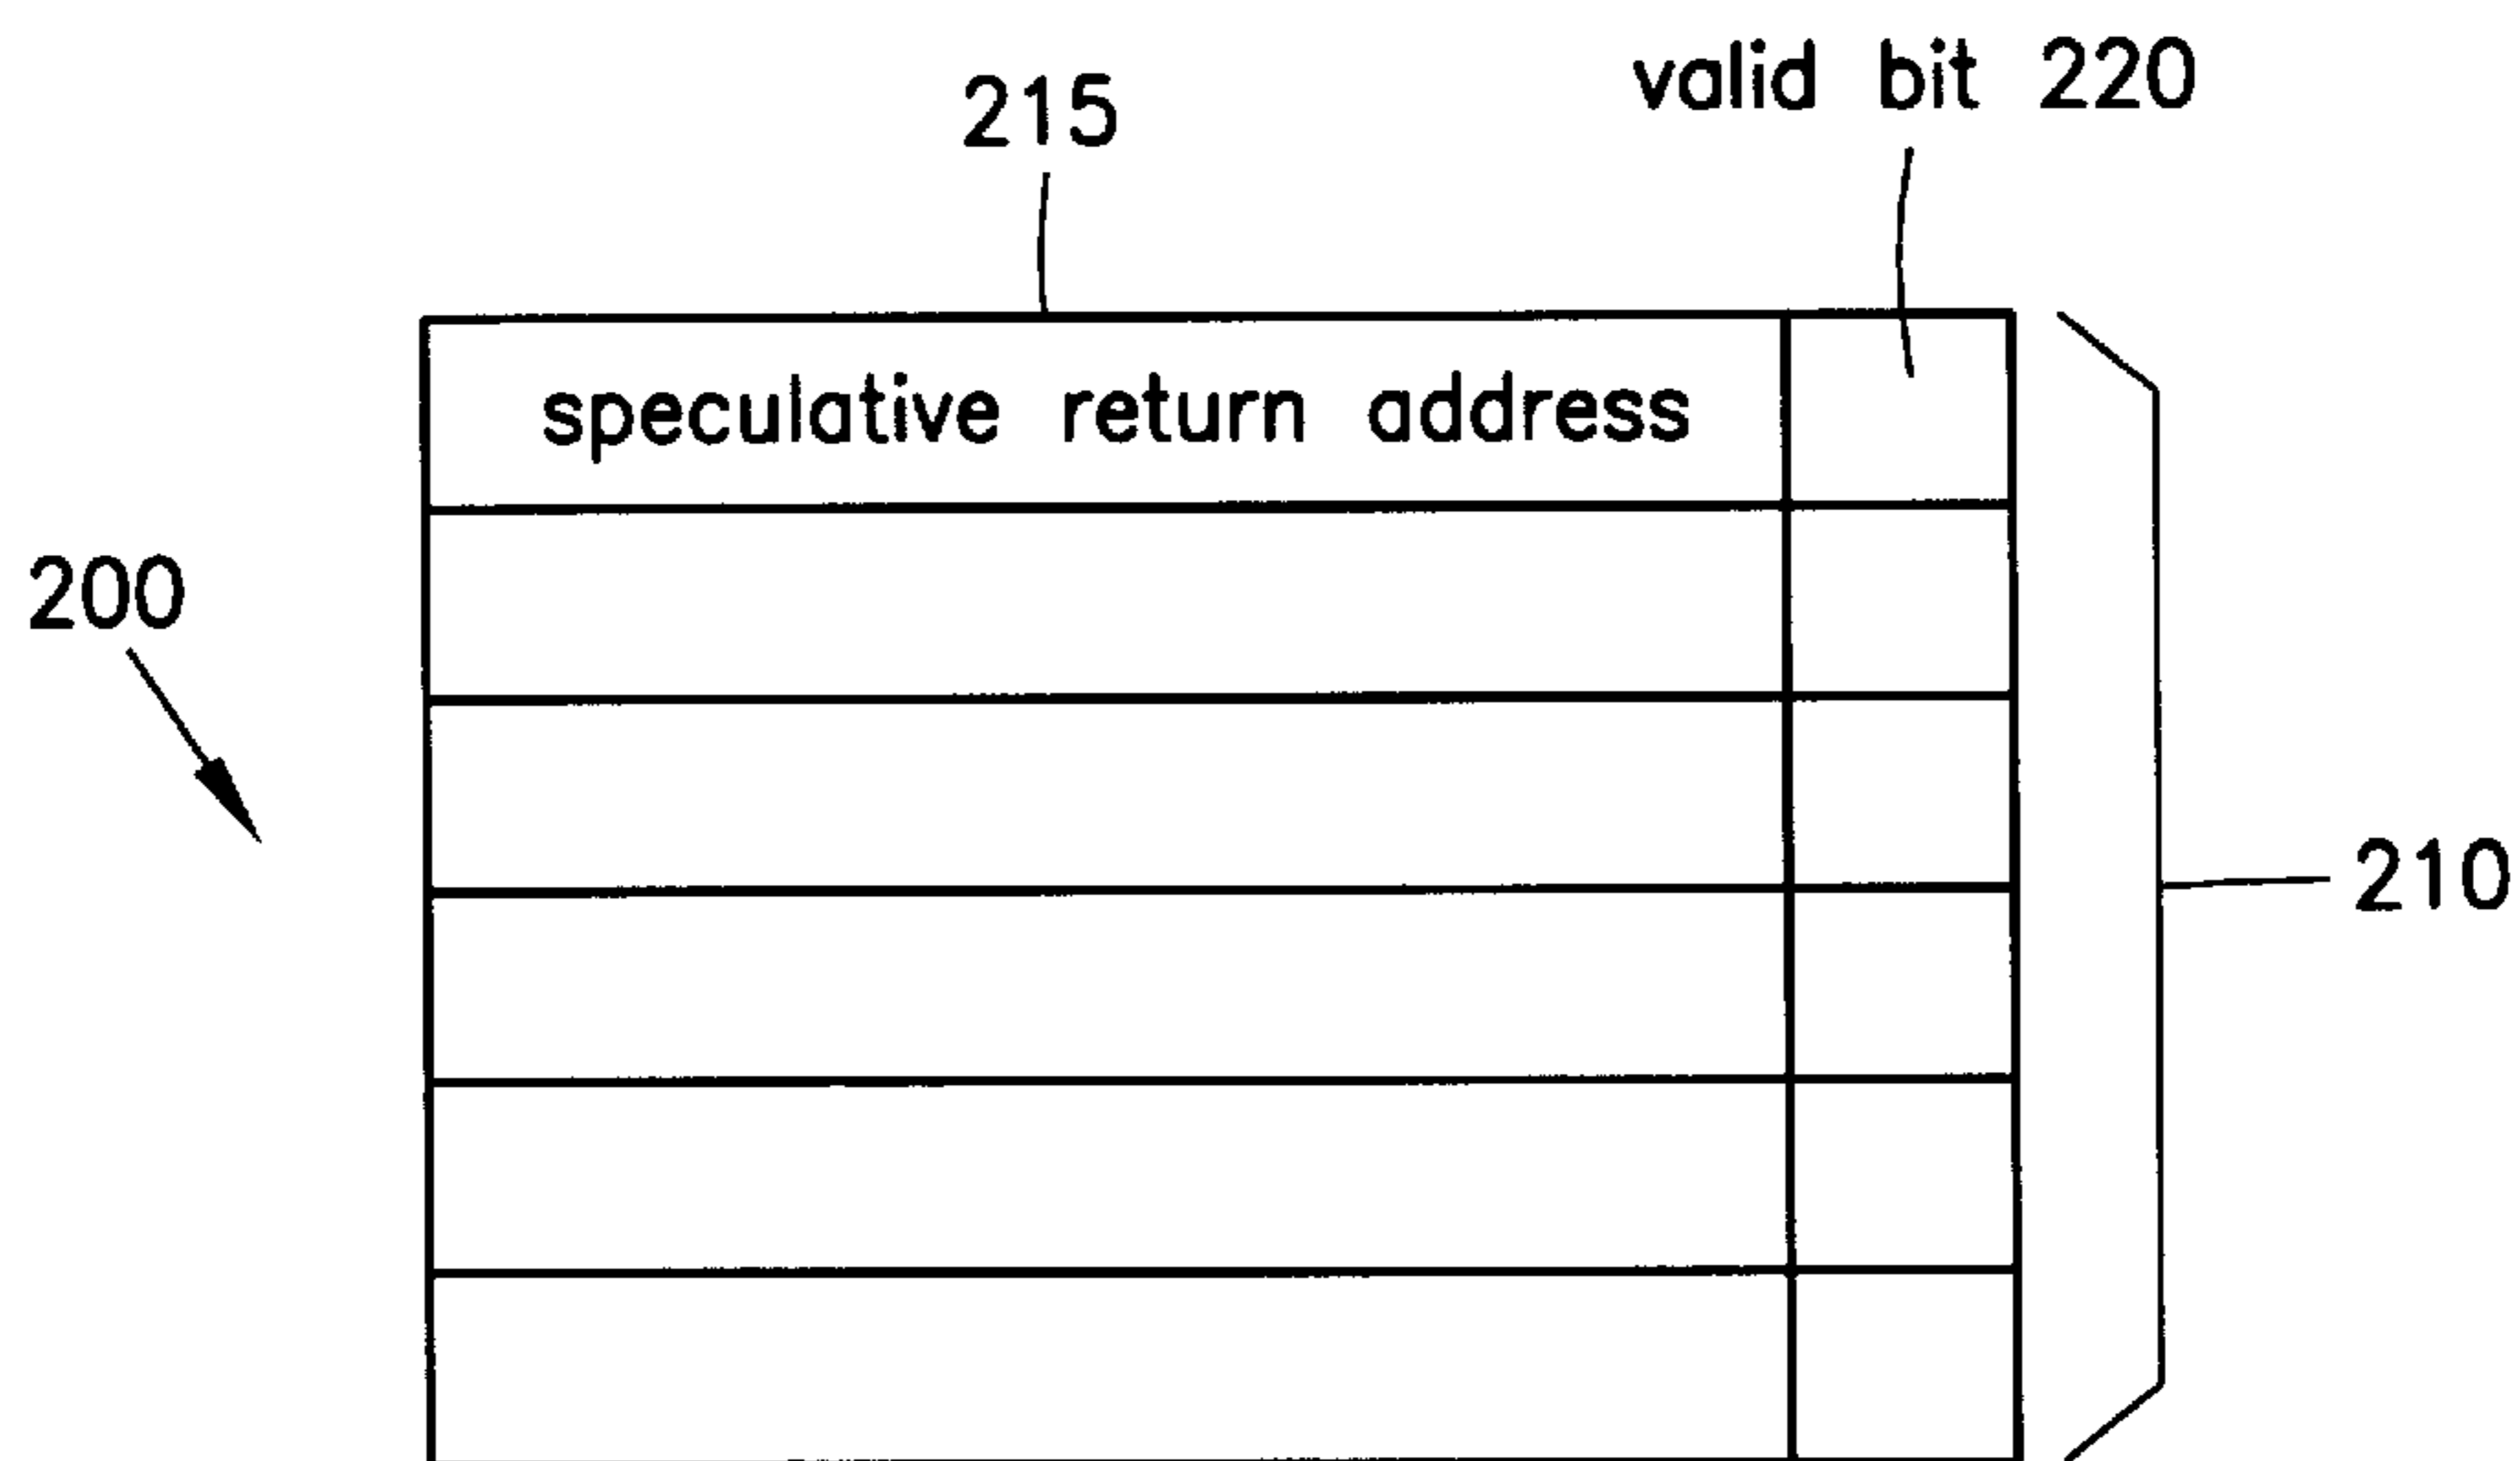 valid bit 220
215
speculative return address
200
210